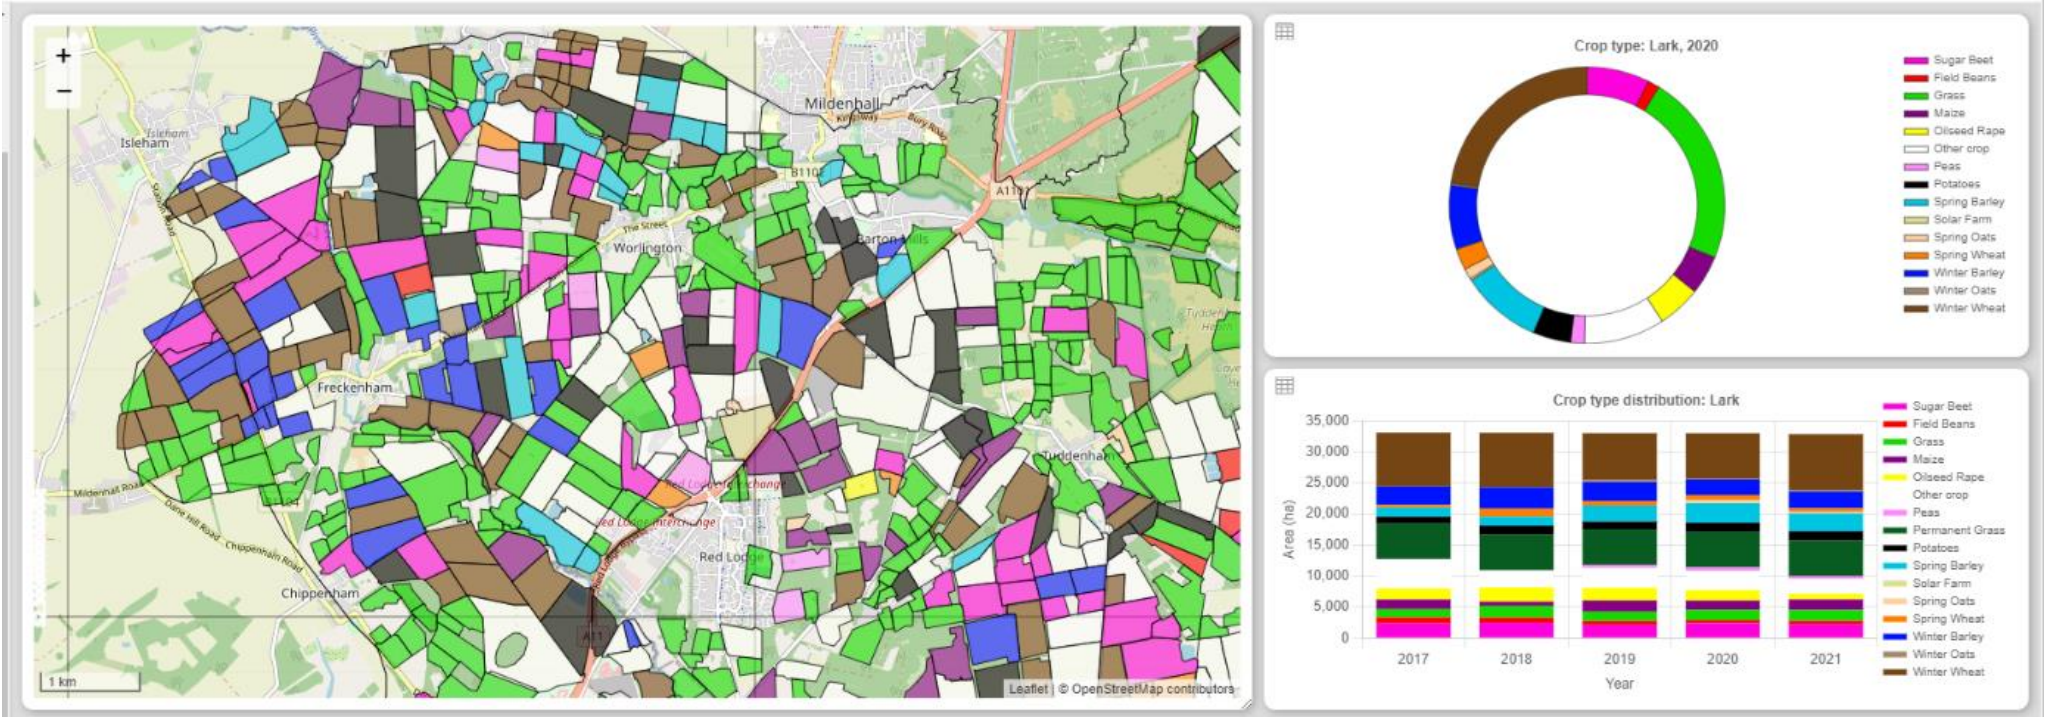 +
−
Isleham
Isleham
Station Road
Mildenhall
Kingsway
Bury Road
B1102
A1101
The Street
Worlington
Barton Mills
Freckenham
Tuddenham
Mildenhall Road
Dane Hill Road
Chippenham Road
Red Lodge Interchange
Red Lodge Interchange
Red Lodge
Chippenham
A11
1 km
Leaflet | © OpenStreetMap contributors
Crop type: Lark, 2020
Sugar Beet
Field Beans
Grass
Maize
Oilseed Rape
Other crop
Peas
Potatoes
Spring Barley
Solar Farm
Spring Oats
Spring Wheat
Winter Barley
Winter Oats
Winter Wheat
Crop type distribution: Lark
35,000
30,000
25,000
20,000
15,000
10,000
5,000
0
Area (ha)
2017 2018 2019 2020 2021
Year
Sugar Beet
Field Beans
Grass
Maize
Oilseed Rape
Other crop
Peas
Permanent Grass
Potatoes
Spring Barley
Solar Farm
Spring Oats
Spring Wheat
Winter Barley
Winter Oats
Winter Wheat